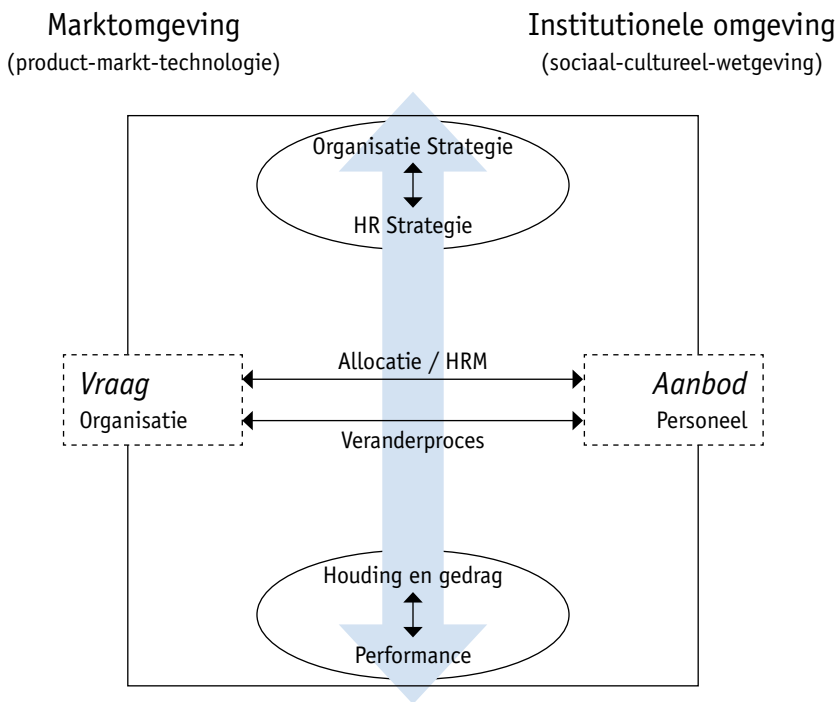 Marktomgeving
(product-markt-technologie)
Institutionele omgeving
(sociaal-cultureel-wetgeving)
Organisatie Strategie
HR Strategie
Vraag
Organisatie
Allocatie / HRM
Veranderproces
Aanbod
Personeel
Houding en gedrag
Performance